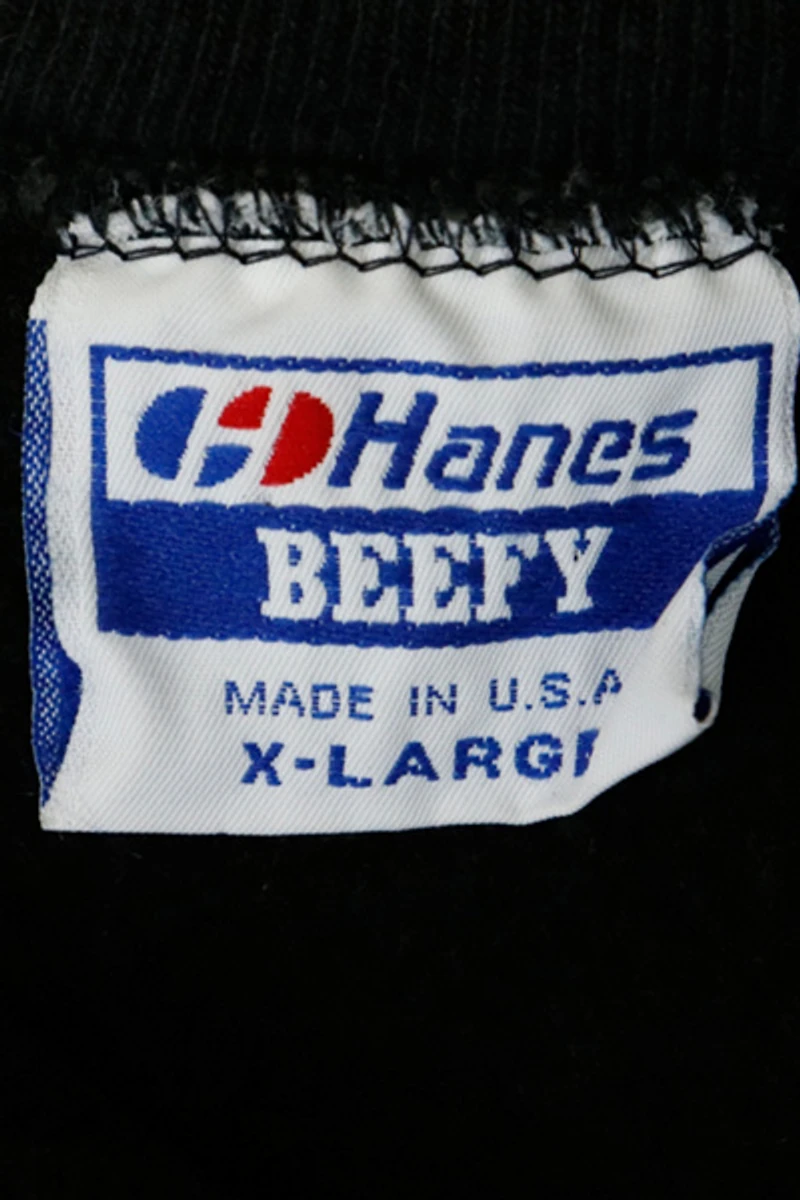 Hanes
BEEFY
MADE IN U.S.A
X-LARGE